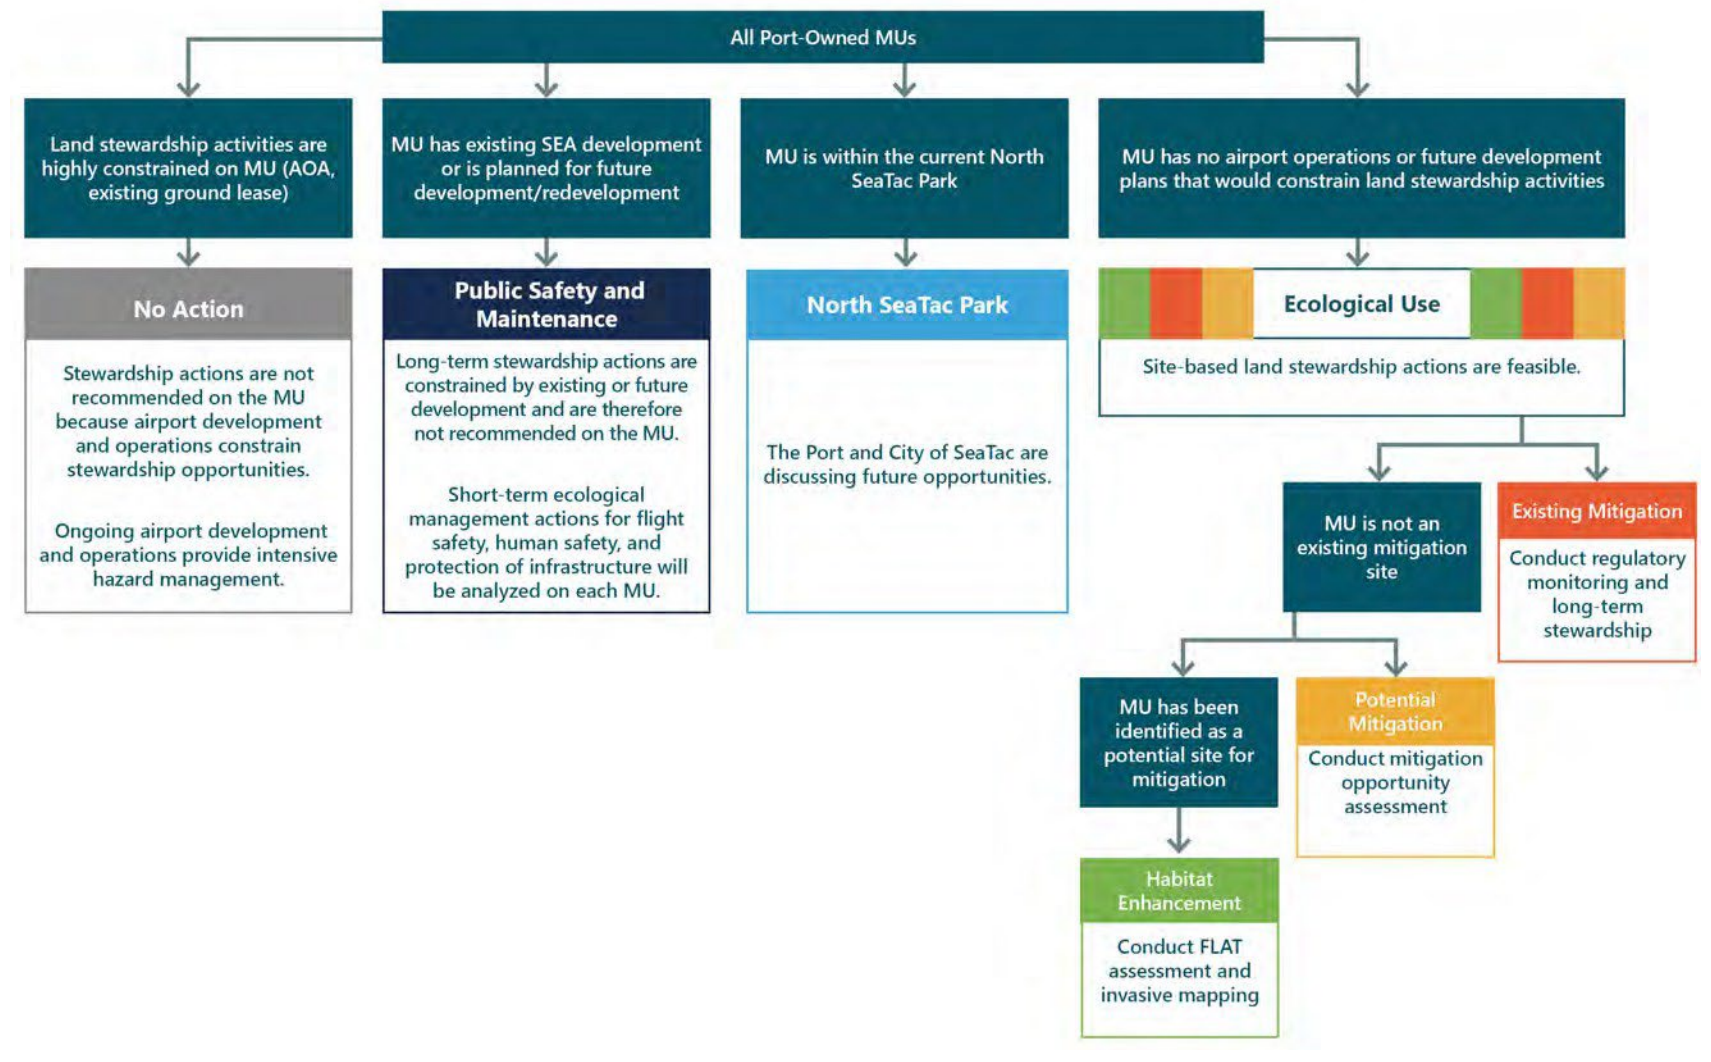 All Port-Owned MUs
Land stewardship activities are
highly constrained on MU (AOA,
existing ground lease)
MU has existing SEA development
or is planned for future
development/redevelopment
MU is within the current North
SeaTac Park
MU has no airport operations or future development
plans that would constrain land stewardship activities
No Action
Stewardship actions are not
recommended on the MU
because airport development
and operations constrain
stewardship opportunities.
Ongoing airport development
and operations provide intensive
hazard management.
Public Safety and
Maintenance
Long-term stewardship actions are
constrained by existing or future
development and are therefore
not recommended on the MU.
Short-term ecological
management actions for flight
safety, human safety, and
protection of infrastructure will
be analyzed on each MU.
North SeaTac Park
The Port and City of SeaTac are
discussing future opportunities.
Ecological Use
Site-based land stewardship actions are feasible.
MU is not an
existing mitigation
site
Existing Mitigation
Conduct regulatory
monitoring and
long-term
stewardship
MU has been
identified as a
potential site for
mitigation
Potential
Mitigation
Conduct mitigation
opportunity
assessment
Habitat
Enhancement
Conduct FLAT
assessment and
invasive mapping